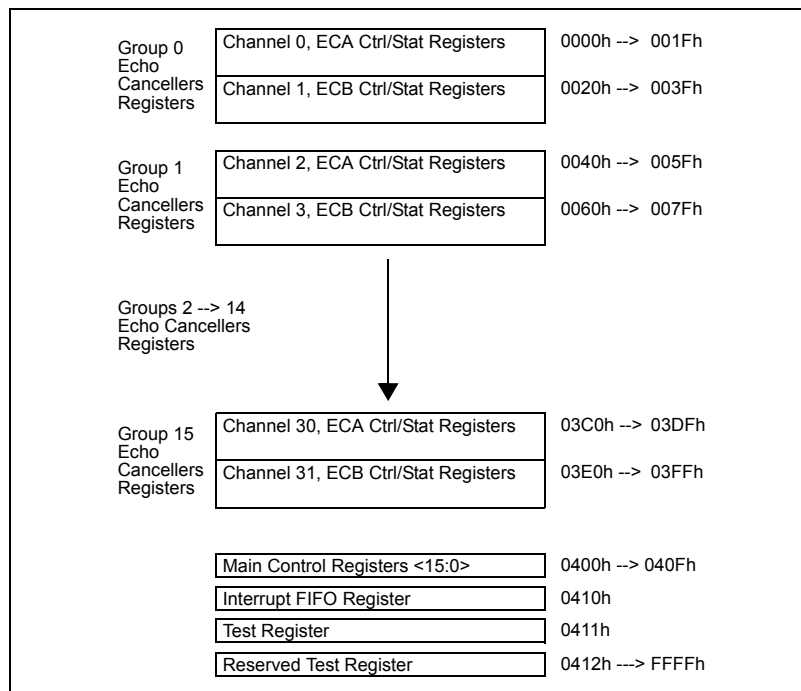 Group 0
Echo
Cancellers
Registers
Channel 0, ECA Ctrl/Stat Registers
0000h --> 001Fh
Channel 1, ECB Ctrl/Stat Registers
0020h --> 003Fh
Group 1
Echo
Cancellers
Registers
Channel 2, ECA Ctrl/Stat Registers
0040h --> 005Fh
Channel 3, ECB Ctrl/Stat Registers
0060h --> 007Fh
Groups 2 --> 14
Echo Cancellers
Registers
Group 15
Echo
Cancellers
Registers
Channel 30, ECA Ctrl/Stat Registers
03C0h --> 03DFh
Channel 31, ECB Ctrl/Stat Registers
03E0h --> 03FFh
Main Control Registers <15:0>
0400h --> 040Fh
Interrupt FIFO Register
0410h
Test Register
0411h
Reserved Test Register
0412h ---> FFFFh